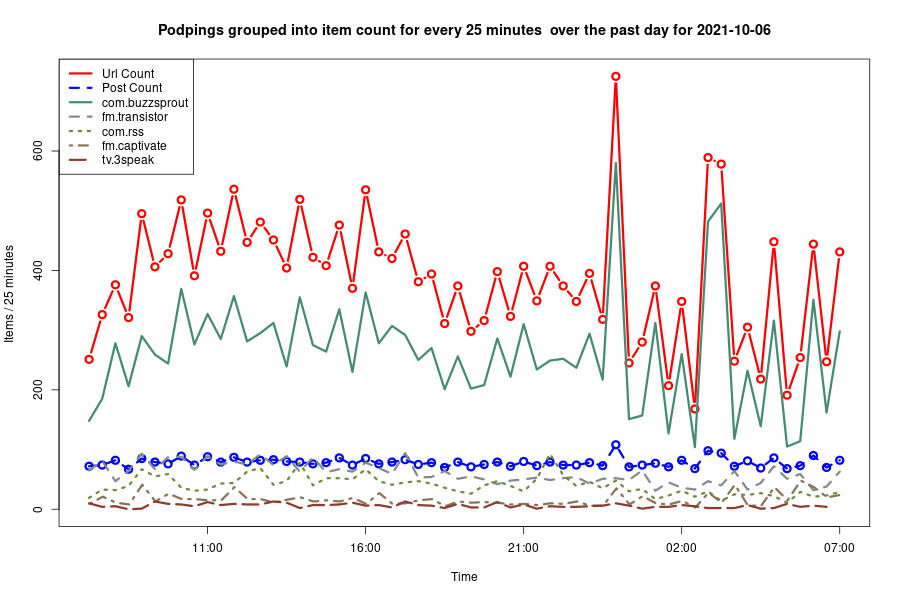 Podpings grouped into item count for every 25 minutes  over the past day for 2021-10-06
Url Count
Post Count
com.buzzsprout
fm.transistor
com.rss
fm.captivate
tv.3speak
600
400
200
0
Items / 25 minutes
11:00
16:00
21:00
02:00
07:00
Time